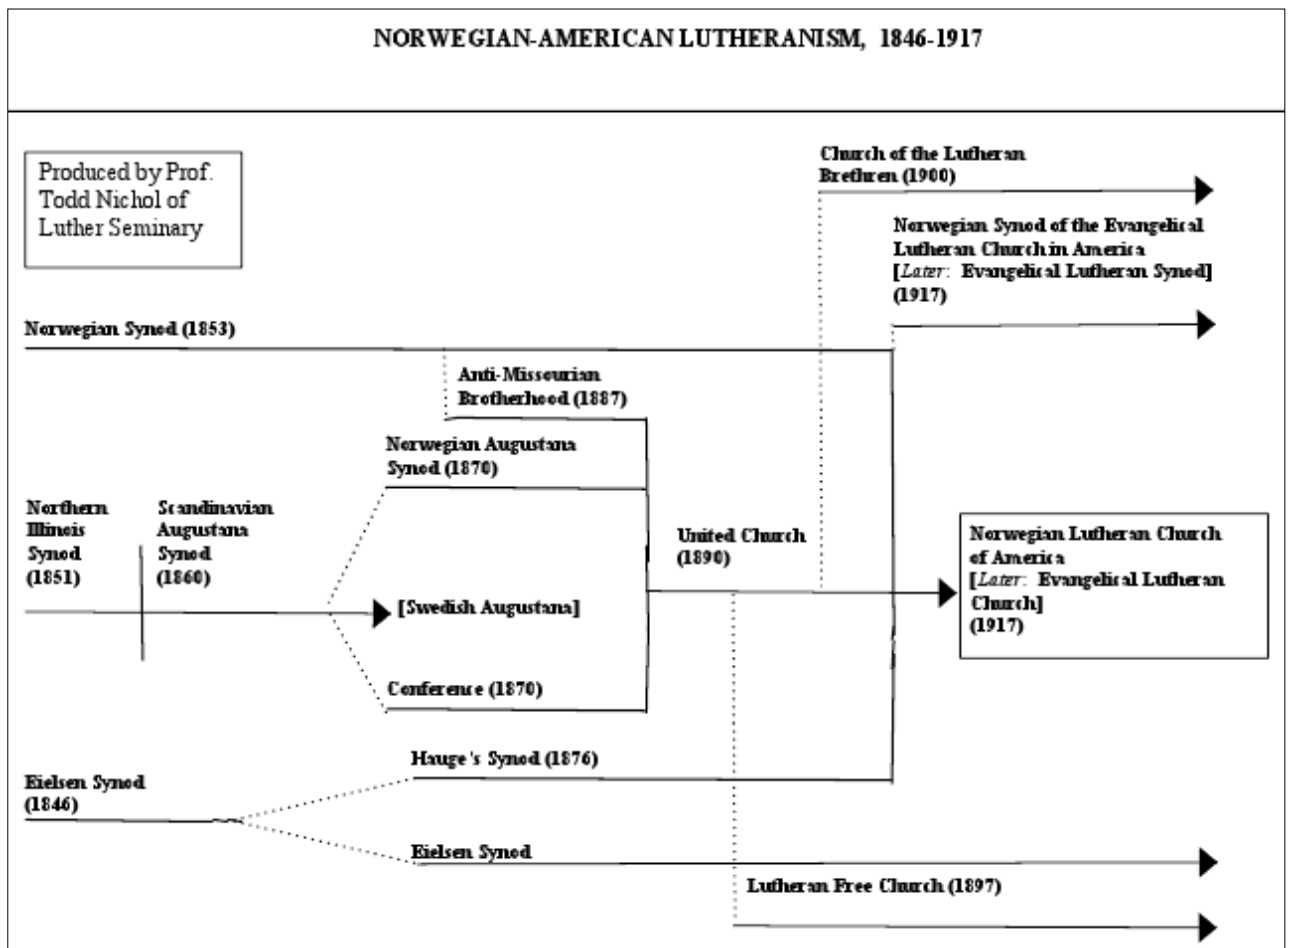 NORWEGIAN-AMERICAN LUTHERANISM, 1846-1917
Produced by Prof.
Todd Nichol of
Luther Seminary
Church of the Lutheran
Brethren (1900)
Norwegian Synod of the Evangelical
Lutheran Church in America
[Later: Evangelical Lutheran Synod]
(1917)
Norwegian Synod (1853)
Anti-Missourian
Brotherhood (1887)
Norwegian Augustana
Synod (1870)
Northern
Illinois
Synod
(1851)
Scandinavian
Augustana
Synod
(1860)
[Swedish Augustana]
United Church
(1890)
Norwegian Lutheran Church
of America
[Later: Evangelical Lutheran
Church]
(1917)
Conference (1870)
Hauge's Synod (1876)
Eielsen Synod
(1846)
Eielsen Synod
Lutheran Free Church (1897)